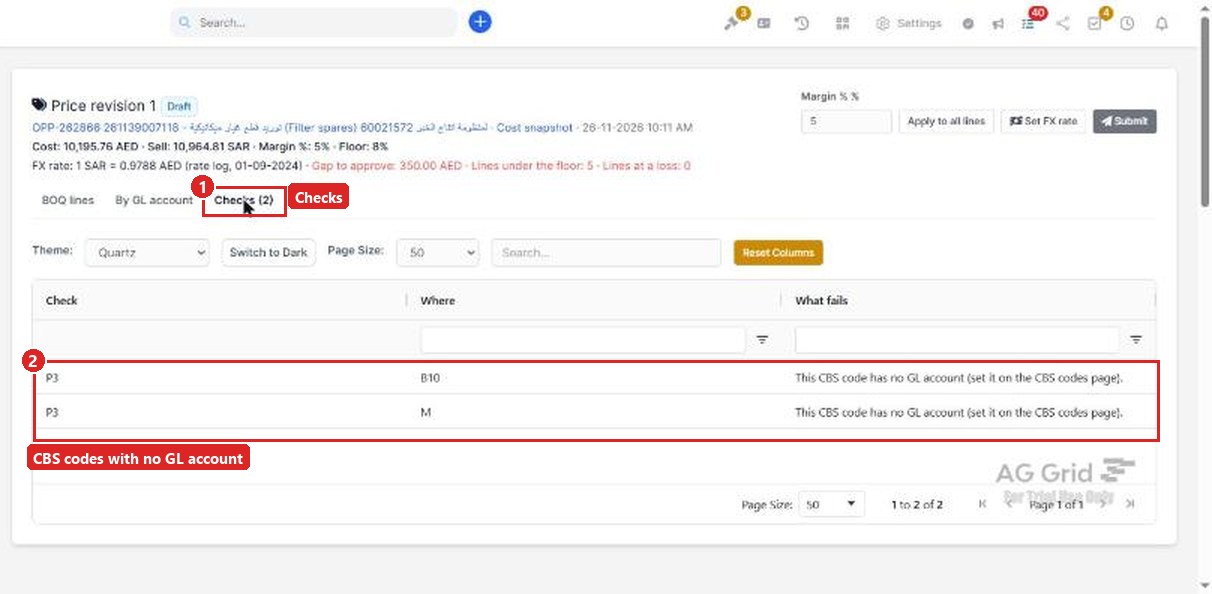 Search...
3
Settings
40
4
Price revision 1 Draft
Margin % %
OPP-262866 261139007116 - توريد قطع غيار ميكانيكية (Filter spares) 60021572 لمنظومة انتاج الخبز · Cost snapshot · 26-11-2026 10:11 AM
5
Apply to all lines
Set FX rate
Submit
Cost: 10,195.76 AED · Sell: 10,964.81 SAR · Margin %: 5% · Floor: 8%
FX rate: 1 SAR = 0.9788 AED (rate log, 01-09-2024) · Gap to approve: 350.00 AED · Lines under the floor: 5 · Lines at a loss: 0
1
BOQ lines By GL account Checks (2) Checks
Theme: Quartz Switch to Dark Page Size: 50 Search... Reset Columns
Check Where What fails
2
P3 B10 This CBS code has no GL account (set it on the CBS codes page).
P3 M This CBS code has no GL account (set it on the CBS codes page).
CBS codes with no GL account
AG Grid
For Trial Use Only
Page Size: 50 1 to 2 of 2 Page 1 of 1